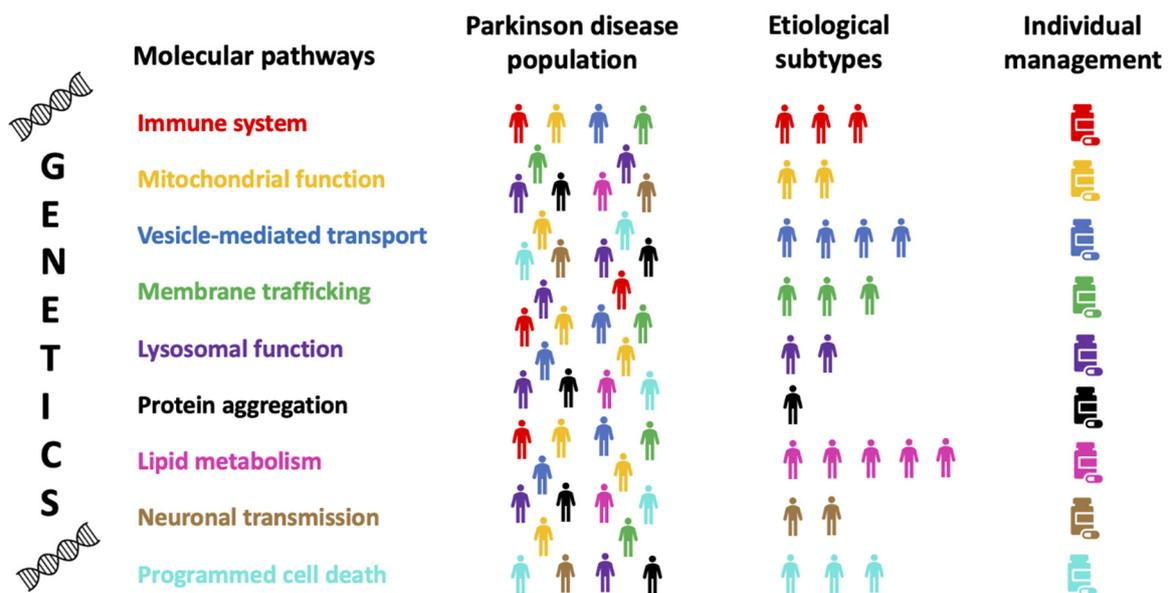 Molecular pathways
Parkinson disease
population
Etiological
subtypes
Individual
management
GENETICS
Immune system
Mitochondrial function
Vesicle-mediated transport
Membrane trafficking
Lysosomal function
Protein aggregation
Lipid metabolism
Neuronal transmission
Programmed cell death